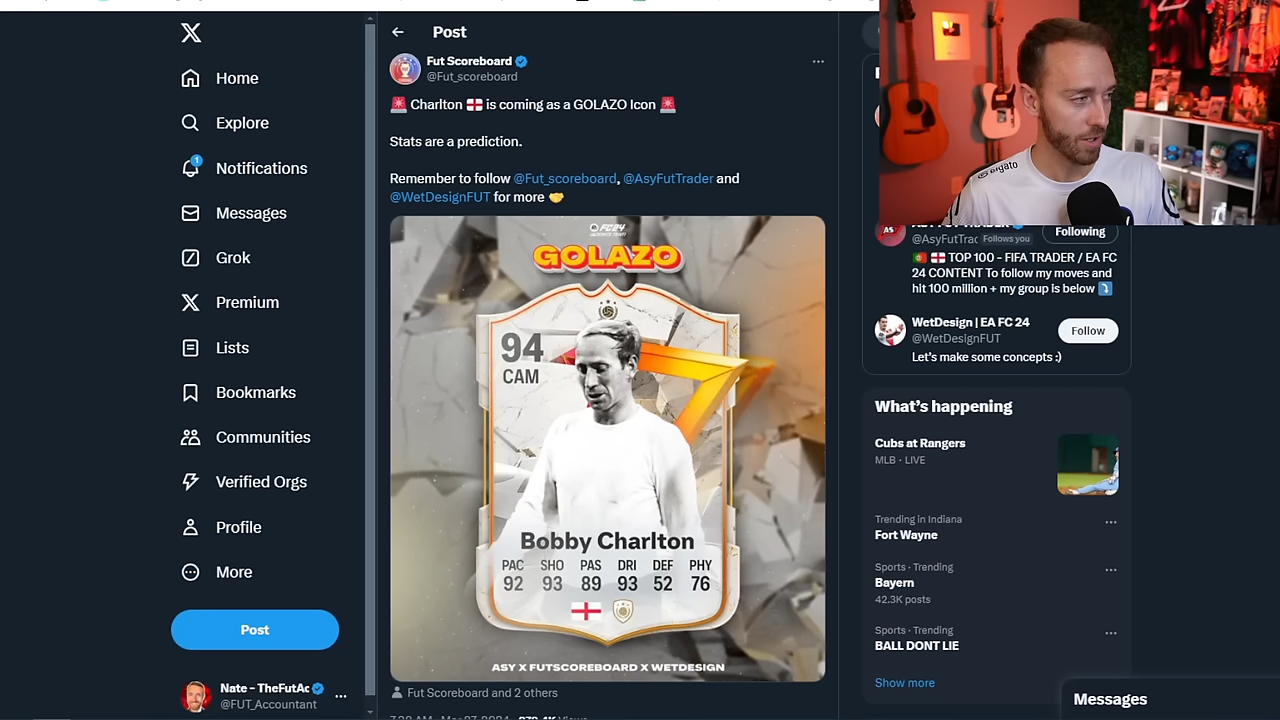 Home
Explore
1
Notifications
Messages
Grok
Premium
Lists
Bookmarks
Communities
Verified Orgs
Profile
More
Post
Nate - TheFutAc
@FUT_Accountant
Post
Fut Scoreboard
@Fut_scoreboard
🚨 Charlton 🏴󠁧󠁢󠁥󠁮󠁧󠁿 is coming as a GOLAZO Icon 🚨
Stats are a prediction.
Remember to follow @Fut_scoreboard, @AsyFutTrader and
@WetDesignFUT for more 🤝
FC24
GOLAZO
94
CAM
Bobby Charlton
PAC SHO PAS DRI DEF PHY
92 93 89 93 52 76
ASY X FUTSCOREBOARD X WETDESIGN
Fut Scoreboard and 2 others
ergato
@AsyFutTrad Follows you
Following
🇵🇹 🏴󠁧󠁢󠁥󠁮󠁧󠁿 TOP 100 - FIFA TRADER / EA FC
24 CONTENT To follow my moves and
hit 100 million + my group is below ⤵️
WetDesign | EA FC 24
@WetDesignFUT
Follow
Let's make some concepts :)
What's happening
Cubs at Rangers
MLB · LIVE
Trending in Indiana
Fort Wayne
Sports · Trending
Bayern
42.3K posts
Sports · Trending
BALL DONT LIE
Show more
Messages